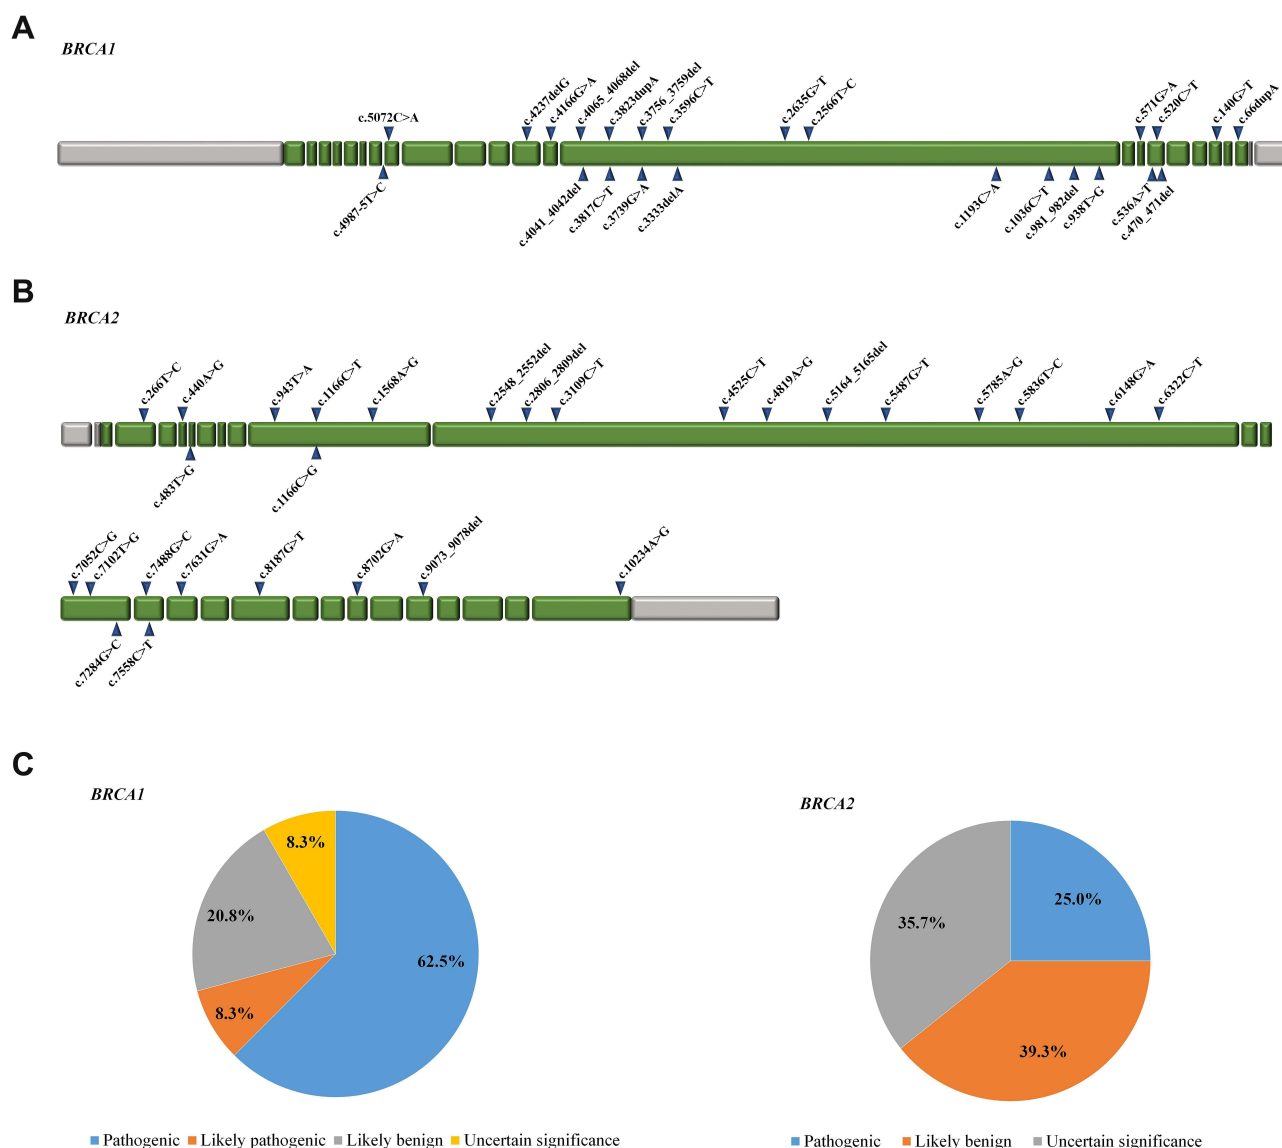 A
BRCA1
c.5072C>A
c.4237delG
c.4166G>A
c.4065_4068del
c.3823dupA
c.3756_3759del
c.3596C>T
c.2635G>T
c.2566T>C
c.571G>A
c.520C>T
c.140G>T
c.66dupA
c.4987-5T>C
c.4041_4042del
c.3817C>T
c.3739G>A
c.3333delA
c.1193C>A
c.1036C>T
c.981_982del
c.938T>G
c.536A>T
c.470_471del
B
BRCA2
c.266T>C
c.440A>G
c.943T>A
c.1166C>T
c.1568A>G
c.2548_2552del
c.2806_2809del
c.3109C>T
c.4525C>T
c.4819A>G
c.5164_5165del
c.5487G>T
c.5785A>G
c.5836T>C
c.6148G>A
c.6322C>T
c.483T>G
c.1166C>G
c.7052C>G
c.7102T>G
c.7488G>C
c.7631G>A
c.8187G>T
c.8702G>A
c.9073_9078del
c.10234A>G
c.7284G>C
c.7558C>T
C
BRCA1
8.3%
20.8%
62.5%
8.3%
Pathogenic Likely pathogenic Likely benign Uncertain significance
BRCA2
25.0%
35.7%
39.3%
Pathogenic Likely benign Uncertain significance